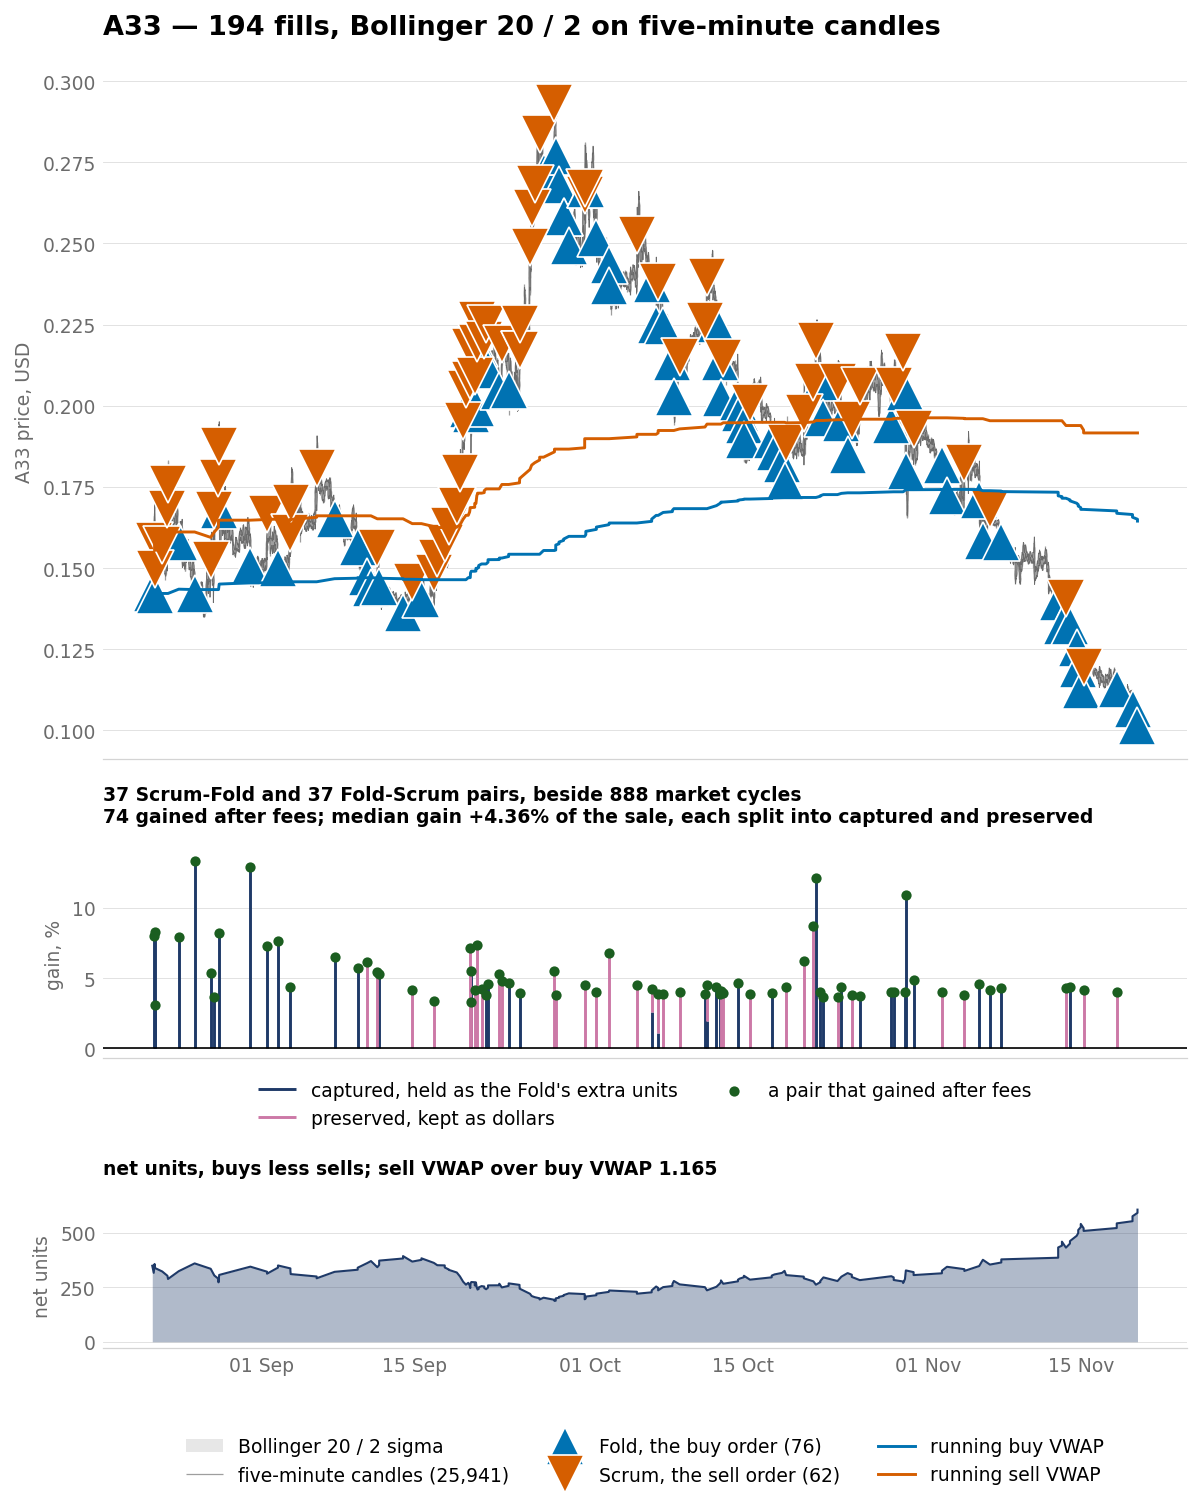 A33 — 194 fills, Bollinger 20 / 2 on five-minute candles
0.300
0.275
0.250
0.225
0.200
0.175
0.150
0.125
0.100
A33 price, USD
37 Scrum-Fold and 37 Fold-Scrum pairs, beside 888 market cycles
74 gained after fees; median gain +4.36% of the sale, each split into captured and preserved
10
5
0
gain, %
captured, held as the Fold's extra units
a pair that gained after fees
preserved, kept as dollars
net units, buys less sells; sell VWAP over buy VWAP 1.165
500
250
0
net units
01 Sep
15 Sep
01 Oct
15 Oct
01 Nov
15 Nov
Bollinger 20 / 2 sigma
Fold, the buy order (76)
running buy VWAP
five-minute candles (25,941)
Scrum, the sell order (62)
running sell VWAP